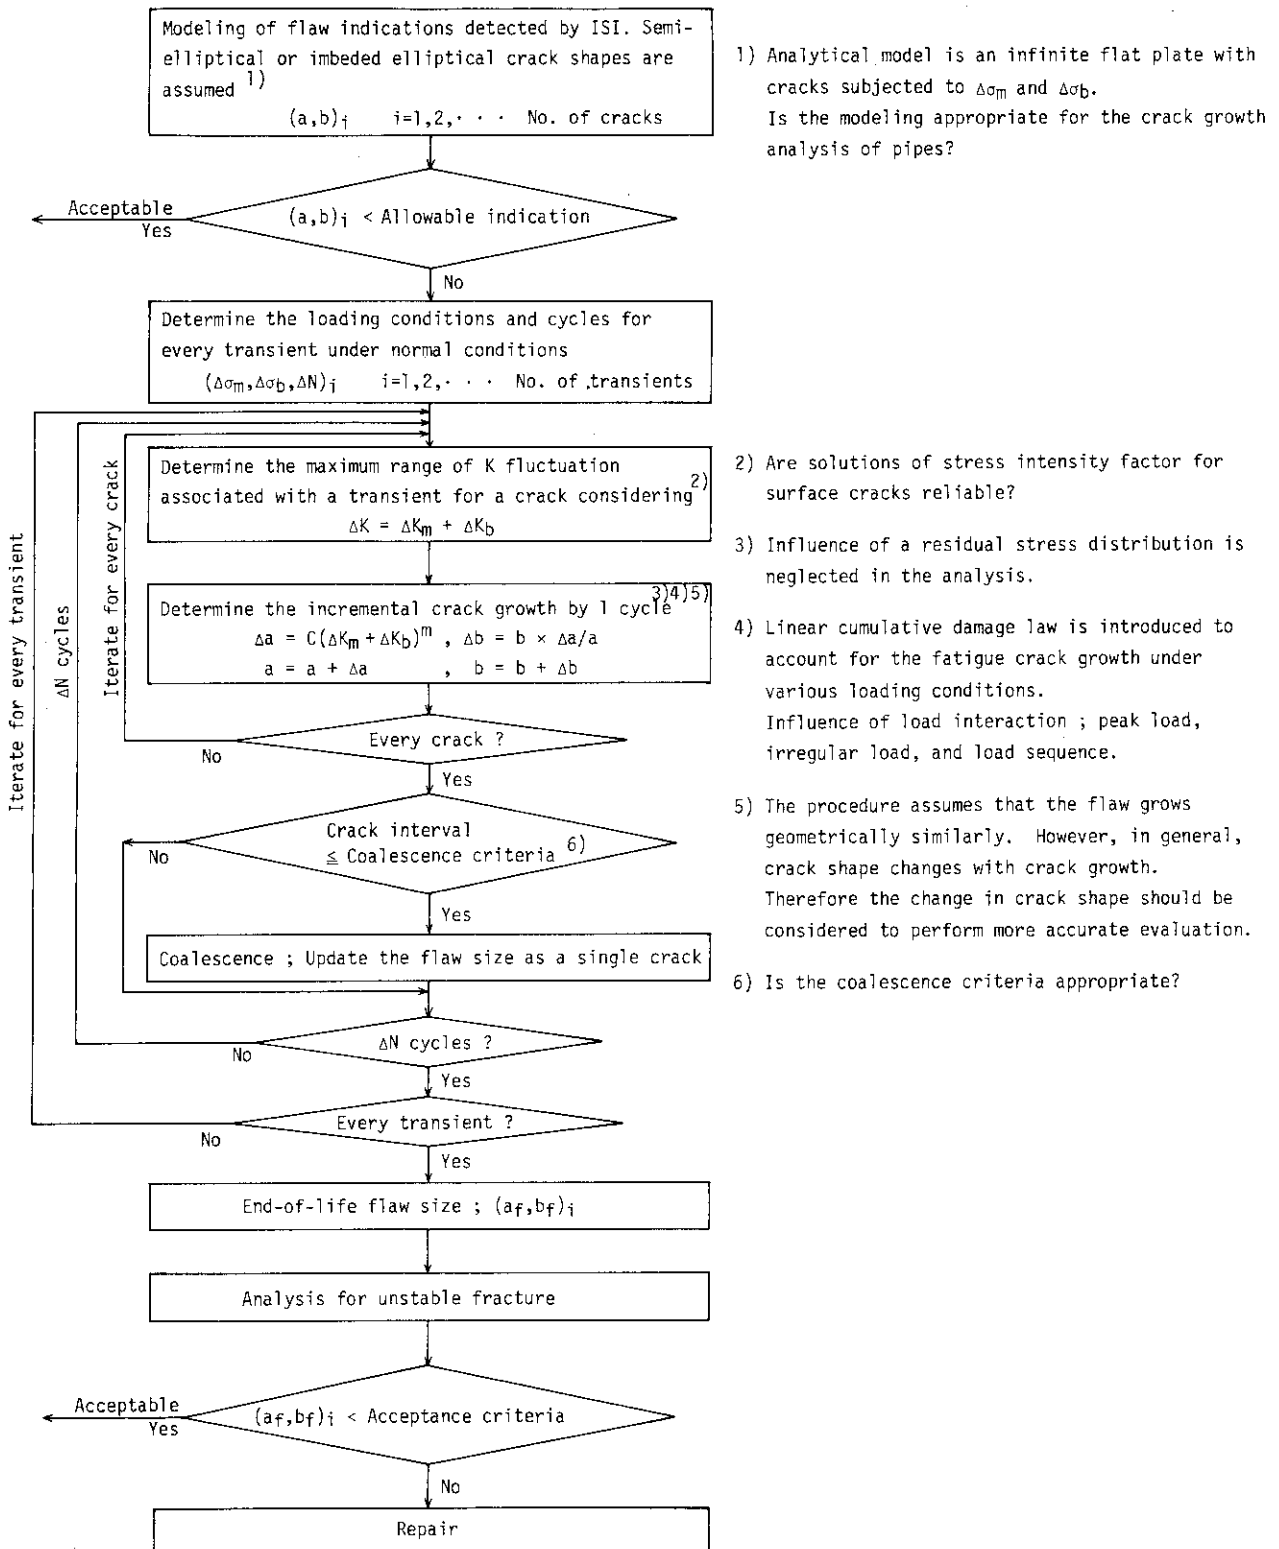 Modeling of flaw indications detected by ISI. Semi-
elliptical or imbeded elliptical crack shapes are
assumed 1)
(a,b)i i=1,2,· · · No. of cracks
1) Analytical model is an infinite flat plate with
cracks subjected to Δσm and Δσb.
Is the modeling appropriate for the crack growth
analysis of pipes?
Acceptable
Yes
(a,b)i < Allowable indication
No
Determine the loading conditions and cycles for
every transient under normal conditions
(Δσm,Δσb,ΔN)i i=1,2,· · · No. of transients
Iterate for every transient
ΔN cycles
Iterate for every crack
Determine the maximum range of K fluctuation
associated with a transient for a crack considering 2)
ΔK = ΔKm + ΔKb
2) Are solutions of stress intensity factor for
surface cracks reliable?
3) Influence of a residual stress distribution is
neglected in the analysis.
Determine the incremental crack growth by 1 cycle 3)4)5)
Δa = C(ΔKm+ΔKb)m , Δb = b × Δa/a
a = a + Δa , b = b + Δb
4) Linear cumulative damage law is introduced to
account for the fatigue crack growth under
various loading conditions.
Influence of load interaction ; peak load,
irregular load, and load sequence.
No
Every crack ?
Yes
5) The procedure assumes that the flaw grows
geometrically similarly. However, in general,
crack shape changes with crack growth.
Therefore the change in crack shape should be
considered to perform more accurate evaluation.
No
Crack interval
≦ Coalescence criteria 6)
Yes
Coalescence ; Update the flaw size as a single crack
6) Is the coalescence criteria appropriate?
No
ΔN cycles ?
Yes
No
Every transient ?
Yes
End-of-life flaw size ; (af,bf)i
Analysis for unstable fracture
Acceptable
Yes
(af,bf)i < Acceptance criteria
No
Repair